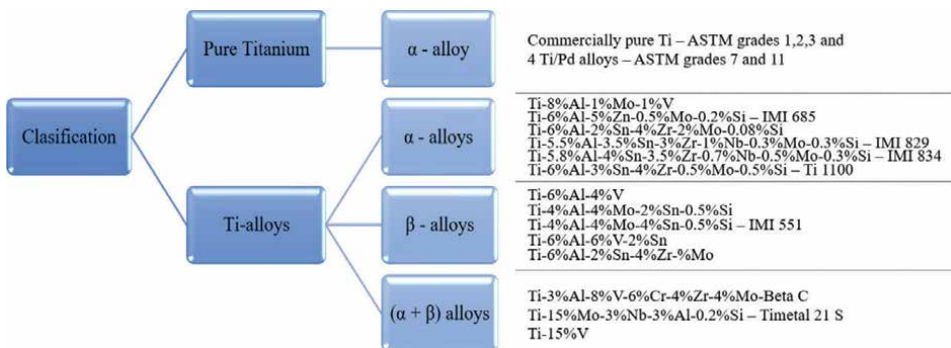 Pure Titanium
α - alloy
Commercially pure Ti – ASTM grades 1,2,3 and
4 Ti/Pd alloys – ASTM grades 7 and 11
Clasification
Ti-alloys
α - alloys
Ti-8%Al-1%Mo-1%V
Ti-6%Al-5%Zn-0.5%Mo-0.2%Si – IMI 685
Ti-6%Al-2%Sn-4%Zr-2%Mo-0.08%Si
Ti-5.5%Al-3.5%Sn-3%Zr-1%Nb-0.3%Mo-0.3%Si – IMI 829
Ti-5.8%Al-4%Sn-3.5%Zr-0.7%Nb-0.5%Mo-0.3%Si – IMI 834
Ti-6%Al-3%Sn-4%Zr-0.5%Mo-0.5%Si – Ti 1100
β - alloys
Ti-6%Al-4%V
Ti-4%Al-4%Mo-2%Sn-0.5%Si
Ti-4%Al-4%Mo-4%Sn-0.5%Si – IMI 551
Ti-6%Al-6%V-2%Sn
Ti-6%Al-2%Sn-4%Zr-%Mo
(α + β) alloys
Ti-3%Al-8%V-6%Cr-4%Zr-4%Mo-Beta C
Ti-15%Mo-3%Nb-3%Al-0.2%Si – Timetal 21 S
Ti-15%V